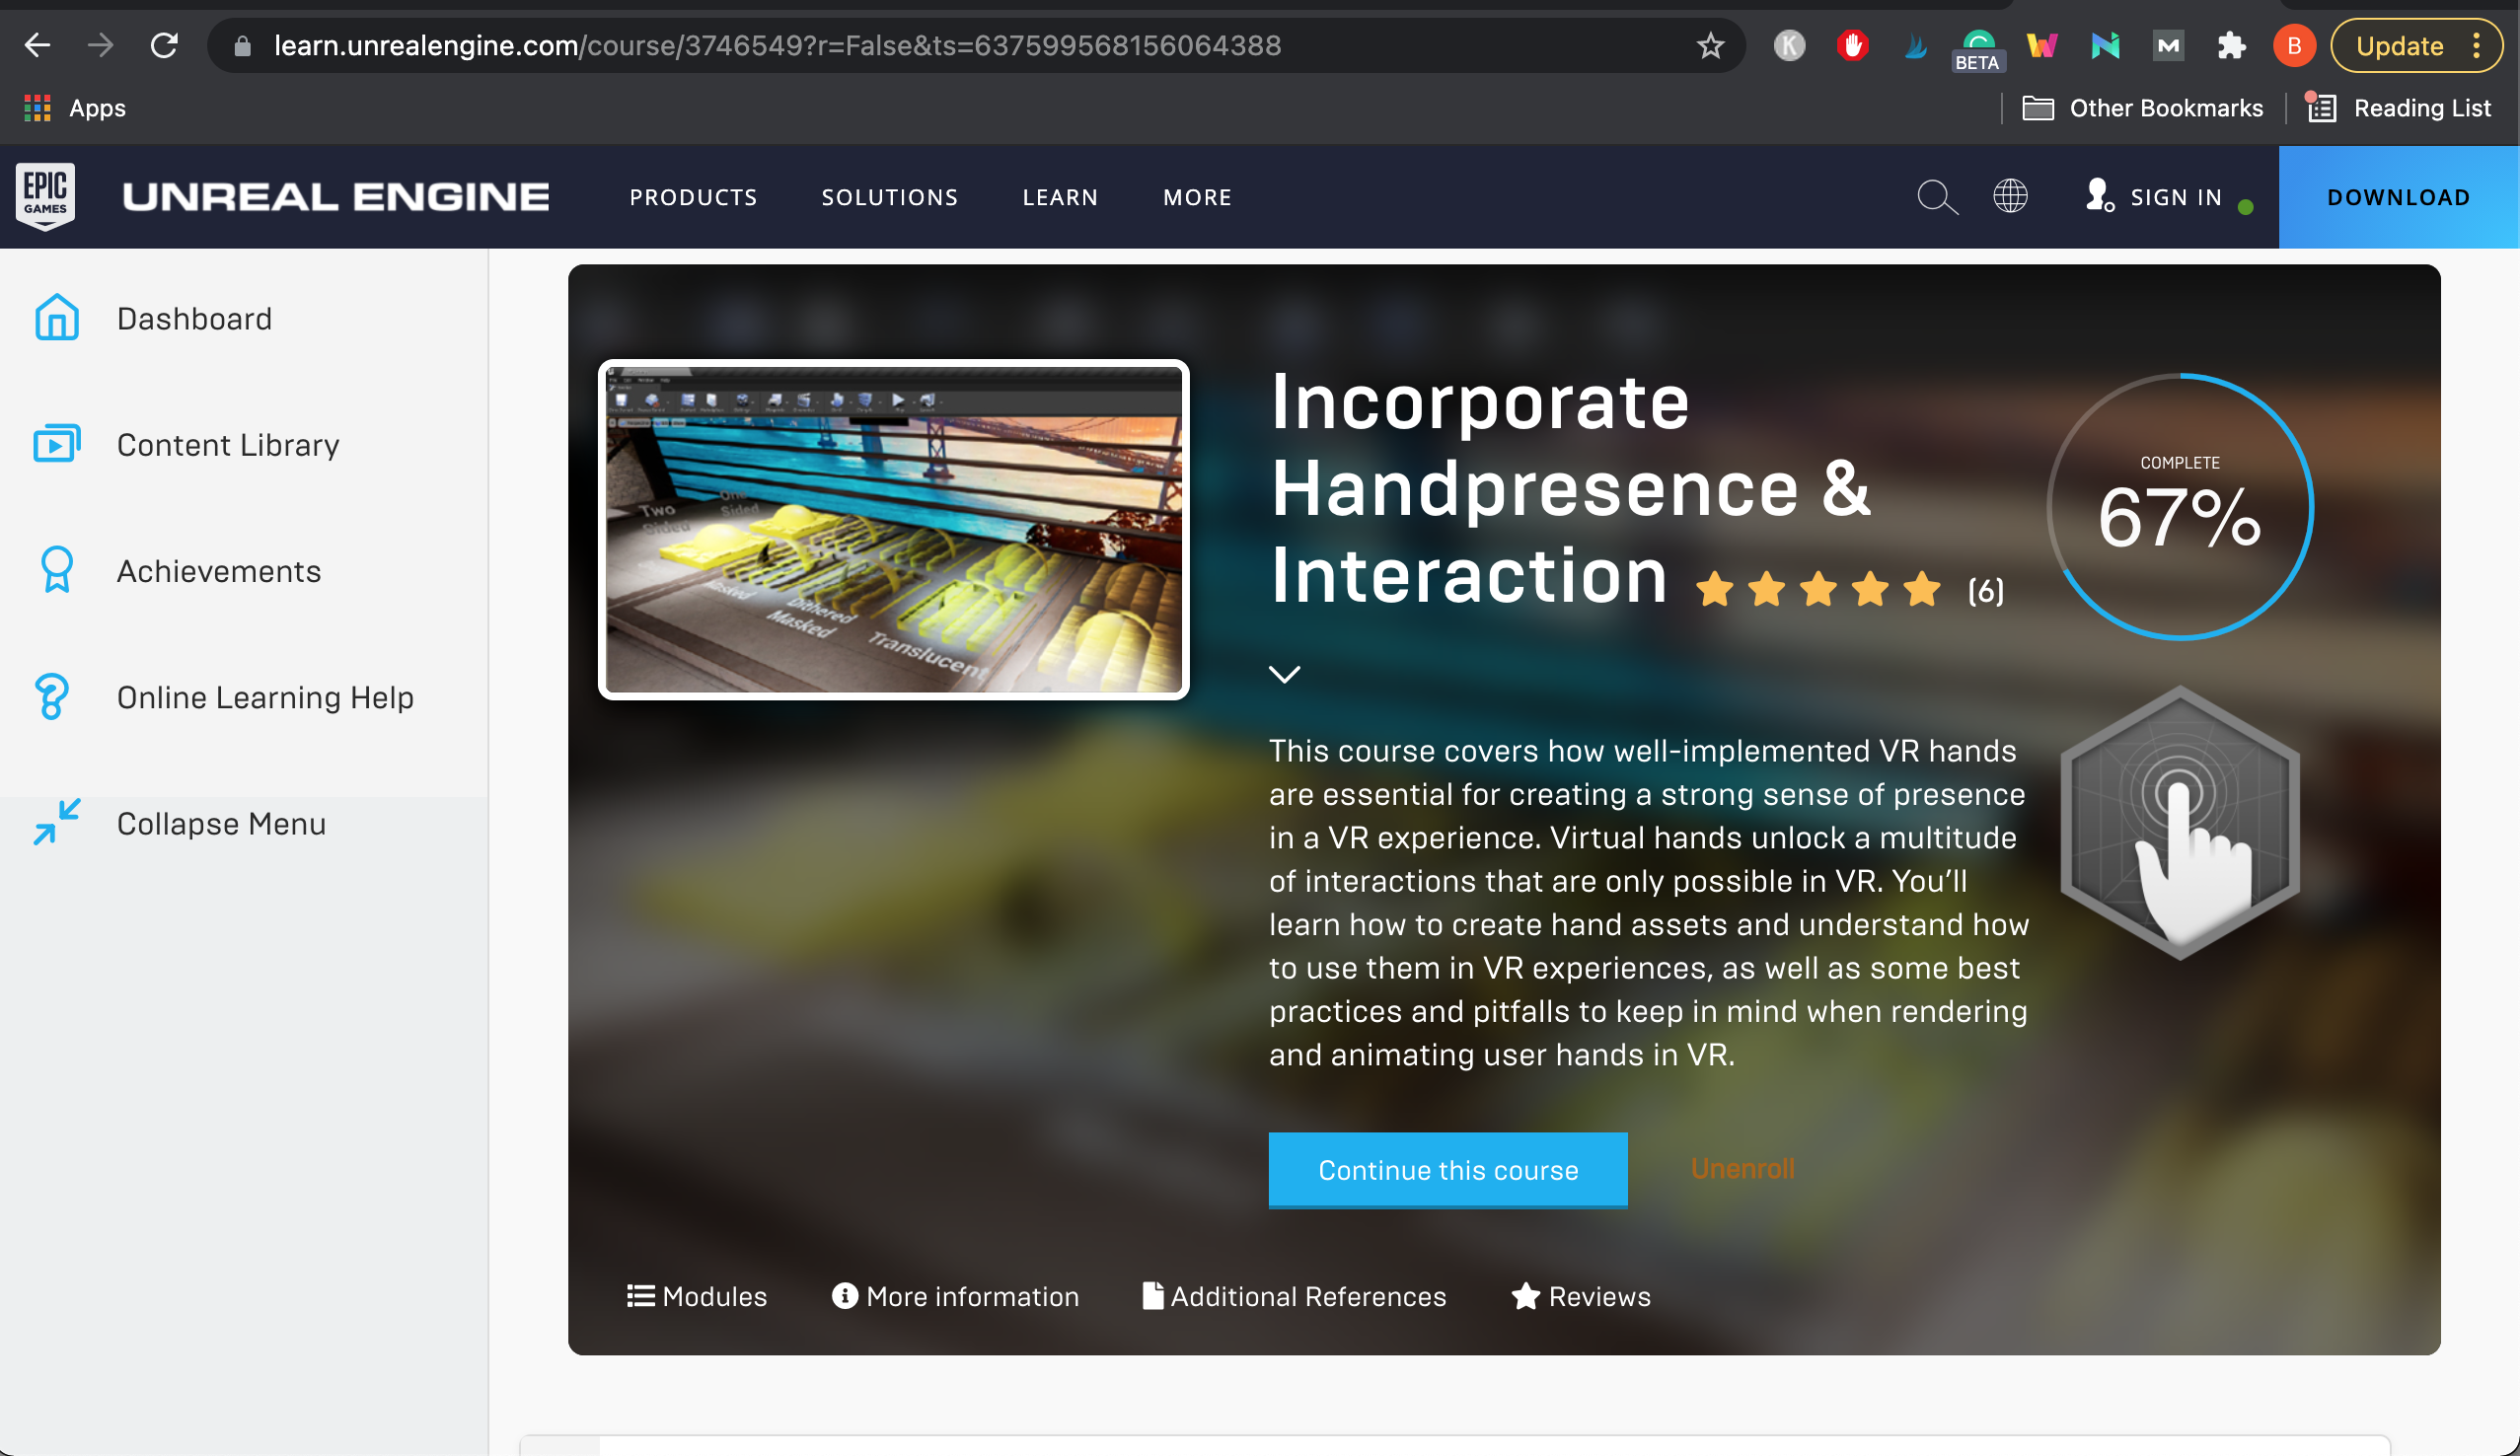 learn.unrealengine.com/course/3746549?r=False&ts=637599568156064388
K
BETA
B
Update
Apps
Other Bookmarks
Reading List
EPIC
GAMES
UNREAL ENGINE
PRODUCTS
SOLUTIONS
LEARN
MORE
SIGN IN
DOWNLOAD
Dashboard
Content Library
Achievements
Online Learning Help
Collapse Menu
One
Sided
Two
Sided
Masked
Dithered
Masked
Translucent
Incorporate
Handpresence &
Interaction (6)
COMPLETE
67%
This course covers how well-implemented VR hands
are essential for creating a strong sense of presence
in a VR experience. Virtual hands unlock a multitude
of interactions that are only possible in VR. You’ll
learn how to create hand assets and understand how
to use them in VR experiences, as well as some best
practices and pitfalls to keep in mind when rendering
and animating user hands in VR.
Continue this course
Unenroll
Modules
More information
Additional References
Reviews